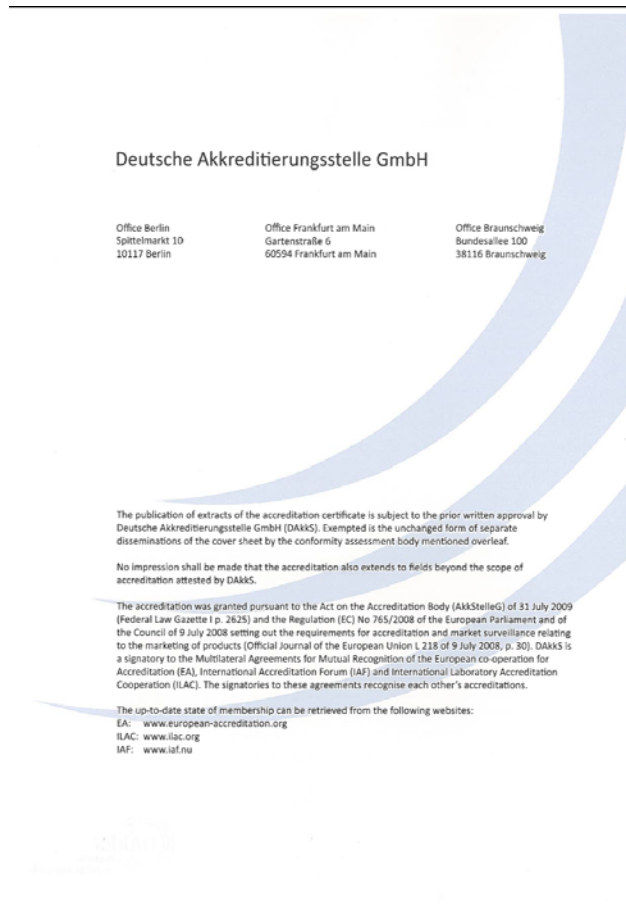 Deutsche Akkreditierungsstelle GmbH
Office Berlin
Spittelmarkt 10
10117 Berlin
Office Frankfurt am Main
Gartenstraße 6
60594 Frankfurt am Main
Office Braunschweig
Bundesallee 100
38116 Braunschweig
The publication of extracts of the accreditation certificate is subject to the prior written approval by
Deutsche Akkreditierungsstelle GmbH (DAkkS). Exempted is the unchanged form of separate
disseminations of the cover sheet by the conformity assessment body mentioned overleaf.
No impression shall be made that the accreditation also extends to fields beyond the scope of
accreditation attested by DAkkS.
The accreditation was granted pursuant to the Act on the Accreditation Body (AkkStelleG) of 31 July 2009
(Federal Law Gazette I p. 2625) and the Regulation (EC) No 765/2008 of the European Parliament and of
the Council of 9 July 2008 setting out the requirements for accreditation and market surveillance relating
to the marketing of products (Official Journal of the European Union L 218 of 9 July 2008, p. 30). DAkkS is
a signatory to the Multilateral Agreements for Mutual Recognition of the European co-operation for
Accreditation (EA), International Accreditation Forum (IAF) and International Laboratory Accreditation
Cooperation (ILAC). The signatories to these agreements recognise each other's accreditations.
The up-to-date state of membership can be retrieved from the following websites:
EA: www.european-accreditation.org
ILAC: www.ilac.org
IAF: www.iaf.nu